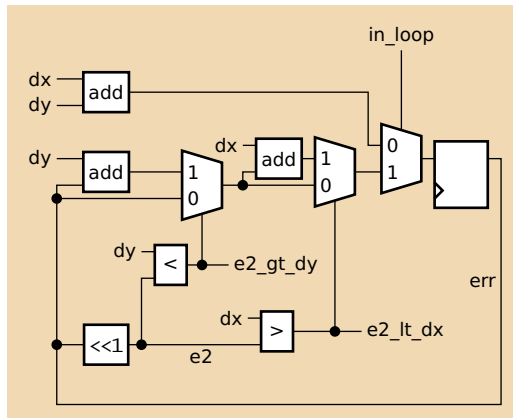 in_loop
dx
dy
add
0
1
dy
add
1
0
dx
add
1
0
dy
<
e2_gt_dy
err
dx
>
e2_lt_dx
<<1
e2